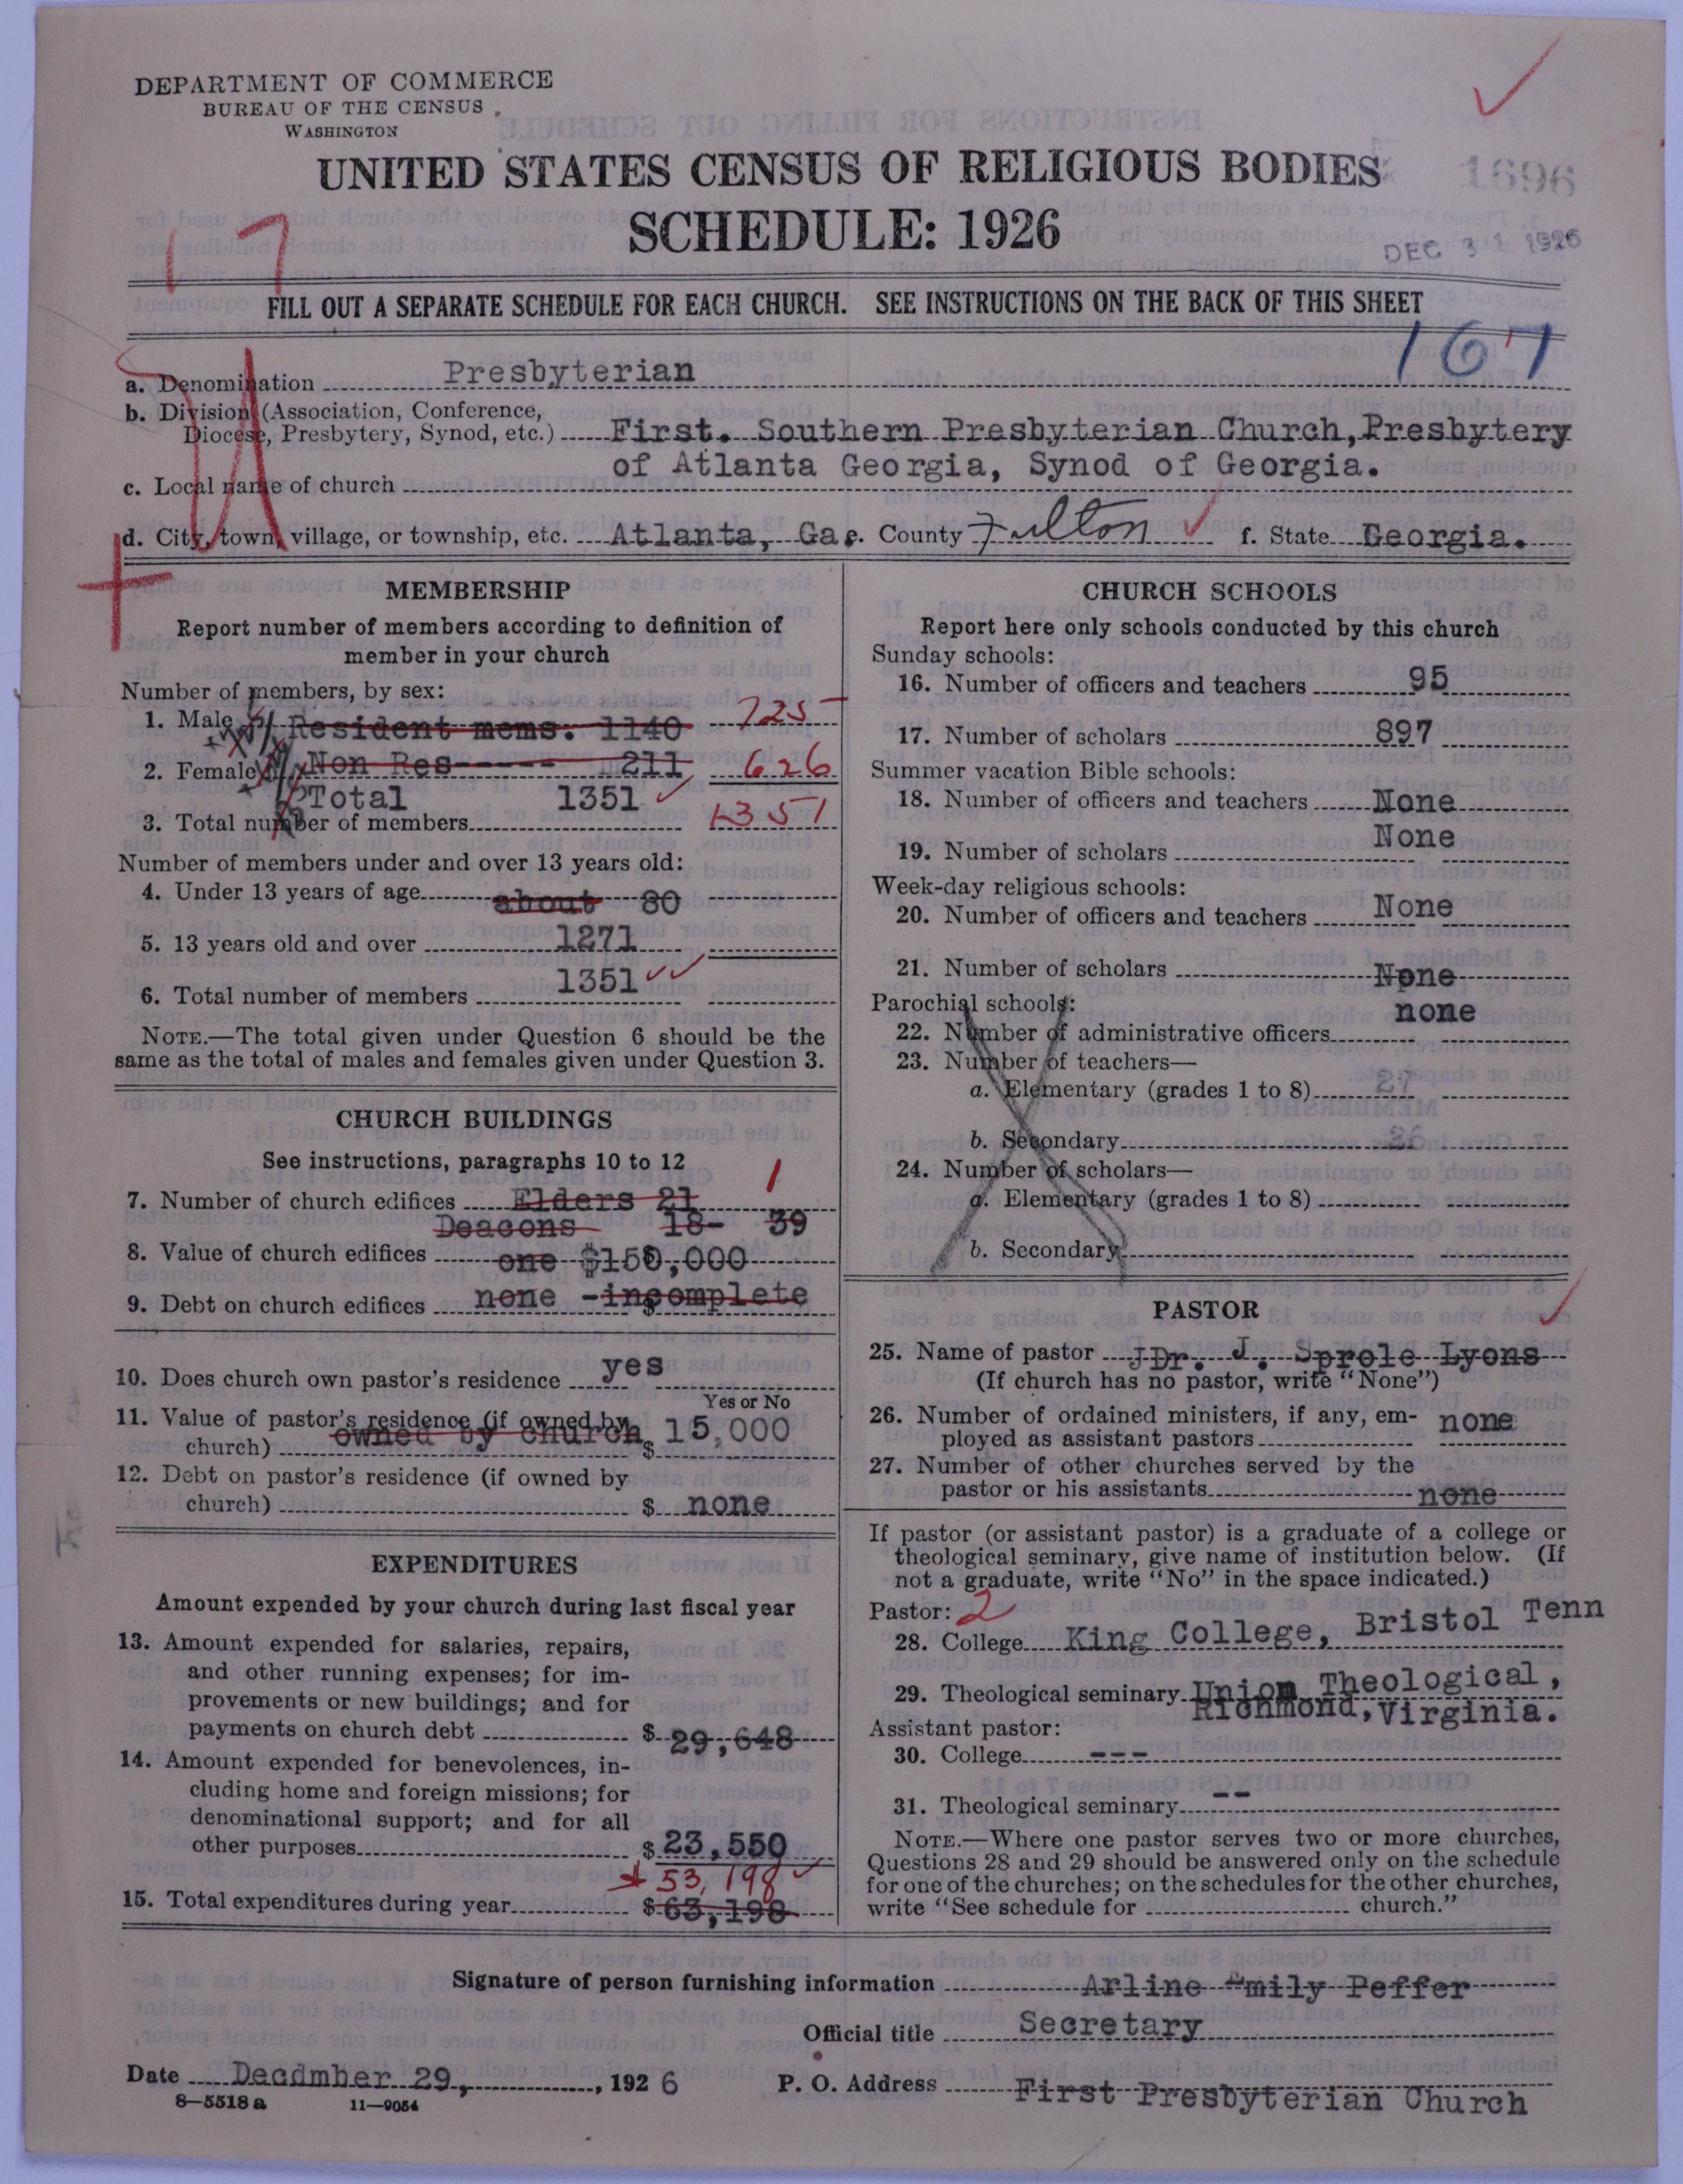 DEPARTMENT OF COMMERCE
BUREAU OF THE CENSUS
WASHINGTON
UNITED STATES CENSUS OF RELIGIOUS BODIES
1696
SCHEDULE: 1926
DEC 31 1926
17
FILL OUT A SEPARATE SCHEDULE FOR EACH CHURCH. SEE INSTRUCTIONS ON THE BACK OF THIS SHEET
167
a. Denomination Presbyterian
b. Division (Association, Conference,
Diocese, Presbytery, Synod, etc.) First. Southern Presbyterian Church, Presbytery
of Atlanta Georgia, Synod of Georgia.
c. Local name of church
d. City, town, village, or township, etc. Atlanta, Ga e. County Fulton f. State Georgia.
MEMBERSHIP
Report number of members according to definition of
member in your church
Number of members, by sex:
1. Male Resident mems. 1140 725
2. Female Non Res----- 211 626
Total 1351
3. Total number of members 1351
Number of members under and over 13 years old:
4. Under 13 years of age about 80
5. 13 years old and over 1271
1351
6. Total number of members
NOTE.—The total given under Question 6 should be the
same as the total of males and females given under Question 3.
CHURCH BUILDINGS
See instructions, paragraphs 10 to 12
7. Number of church edifices Elders 21 1
Deacons 18- 39
8. Value of church edifices one $150,000
9. Debt on church edifices none -incomplete
10. Does church own pastor's residence yes
Yes or No
11. Value of pastor's residence (if owned by
church) owned by church $ 15,000
12. Debt on pastor's residence (if owned by
church) $ none
EXPENDITURES
Amount expended by your church during last fiscal year
13. Amount expended for salaries, repairs,
and other running expenses; for im-
provements or new buildings; and for
payments on church debt $ 29,648
14. Amount expended for benevolences, in-
cluding home and foreign missions; for
denominational support; and for all
other purposes $ 23,550
53,198
15. Total expenditures during year $ 63,198
CHURCH SCHOOLS
Report here only schools conducted by this church
Sunday schools:
16. Number of officers and teachers 95
17. Number of scholars 897
Summer vacation Bible schools:
18. Number of officers and teachers None
None
19. Number of scholars
Week-day religious schools:
20. Number of officers and teachers None
21. Number of scholars None
Parochial schools:
none
22. Number of administrative officers
23. Number of teachers—
a. Elementary (grades 1 to 8) 27
b. Secondary 26
24. Number of scholars—
a. Elementary (grades 1 to 8)
b. Secondary
PASTOR
25. Name of pastor JDr. J. Sprole Lyons
(If church has no pastor, write "None")
26. Number of ordained ministers, if any, em-
ployed as assistant pastors none
27. Number of other churches served by the
pastor or his assistants none
If pastor (or assistant pastor) is a graduate of a college or
theological seminary, give name of institution below. (If
not a graduate, write "No" in the space indicated.)
Pastor: 2
28. College King College, Bristol Tenn
29. Theological seminary Union Theological,
Richmond, Virginia.
Assistant pastor:
30. College ---
31. Theological seminary --
NOTE.—Where one pastor serves two or more churches,
Questions 28 and 29 should be answered only on the schedule
for one of the churches; on the schedules for the other churches,
write "See schedule for church."
Signature of person furnishing information Arline Emily Peffer
Official title Secretary
Date Decdmber 29, 1926 P. O. Address First Presbyterian Church
8—5518 a 11—9054